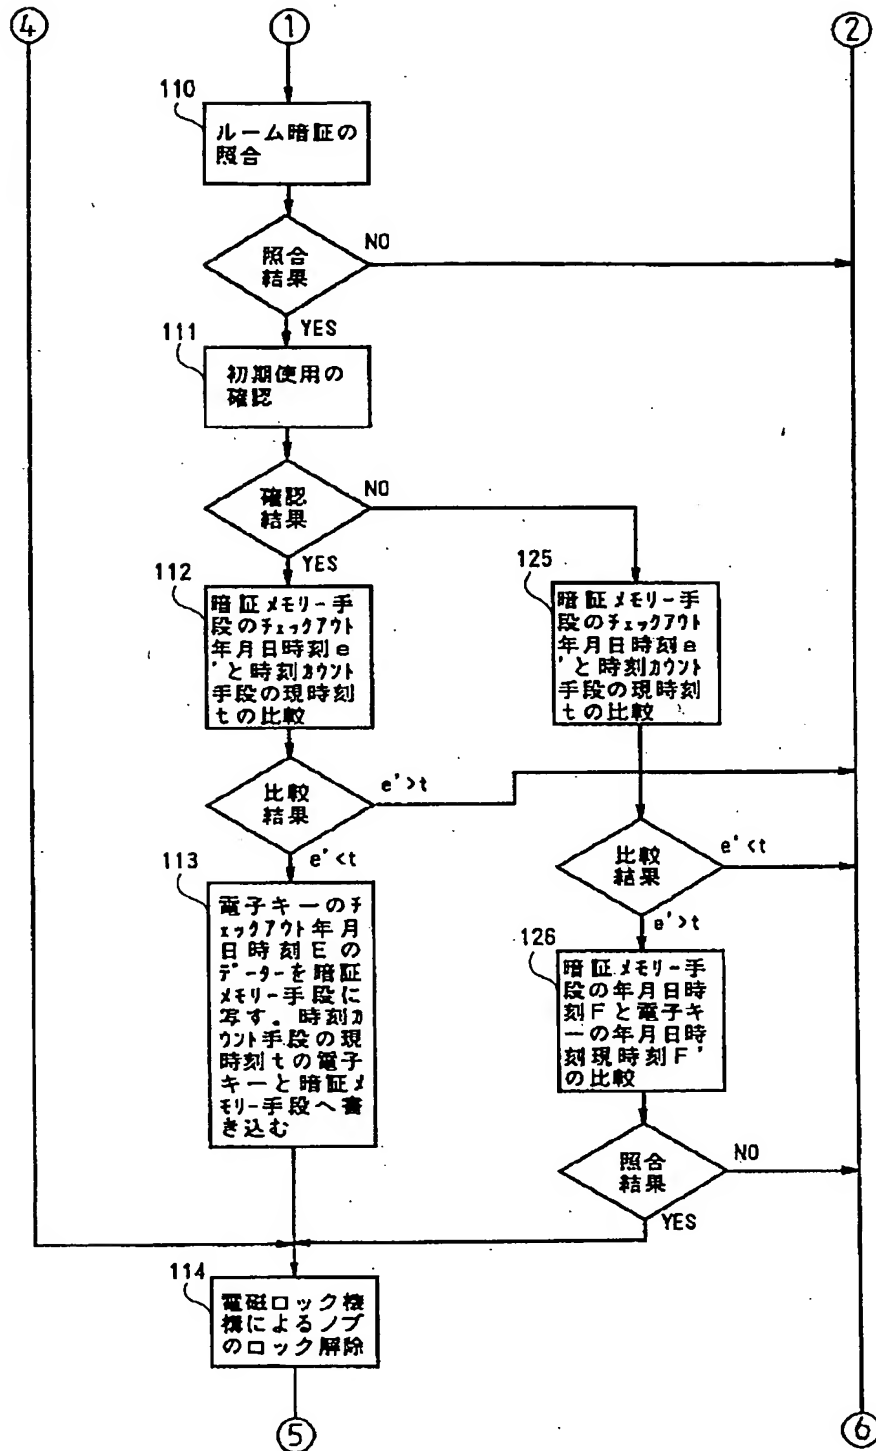 ④
①
②
110
ルーム暗証の
照合
照合
結果
NO
YES
111
初期使用の
確認
確認
結果
NO
YES
112
暗証メモリー手
段のチェックアウト
年月日時刻e
'と時刻カウント
手段の現時刻
tの比較
125
暗証メモリー手
段のチェックアウト
年月日時刻e
'と時刻カウント
手段の現時刻
tの比較
比較
結果
e'>t
e'<t
比較
結果
e'<t
e'>t
113
電子キーのチ
ェックアウト年月
日時刻Eの
データーを暗証
メモリー手段に
写す。時刻カ
ウント手段の現
時刻tの電子
キーと暗証メ
モリー手段へ書
き込む
126
暗証メモリー手
段の年月日時
刻Fと電子キ
ーの年月日時
刻現時刻F'
の比較
照合
結果
NO
YES
114
電磁ロック機
構によるノブ
のロック解除
⑤
⑥